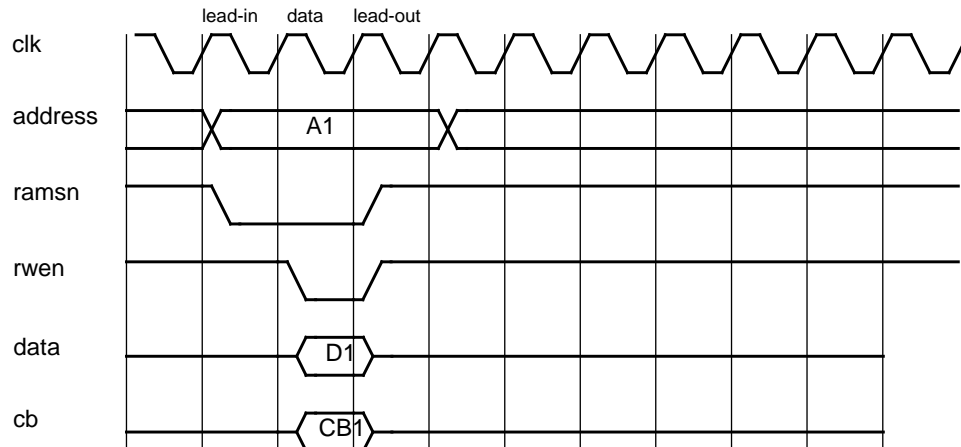 lead-in data lead-out
clk
address A1
ramsn
rwen
data D1
cb CB1